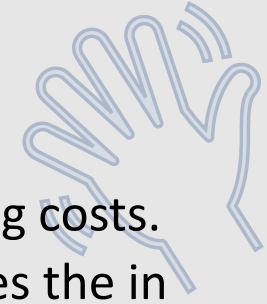 g costs.
es the in